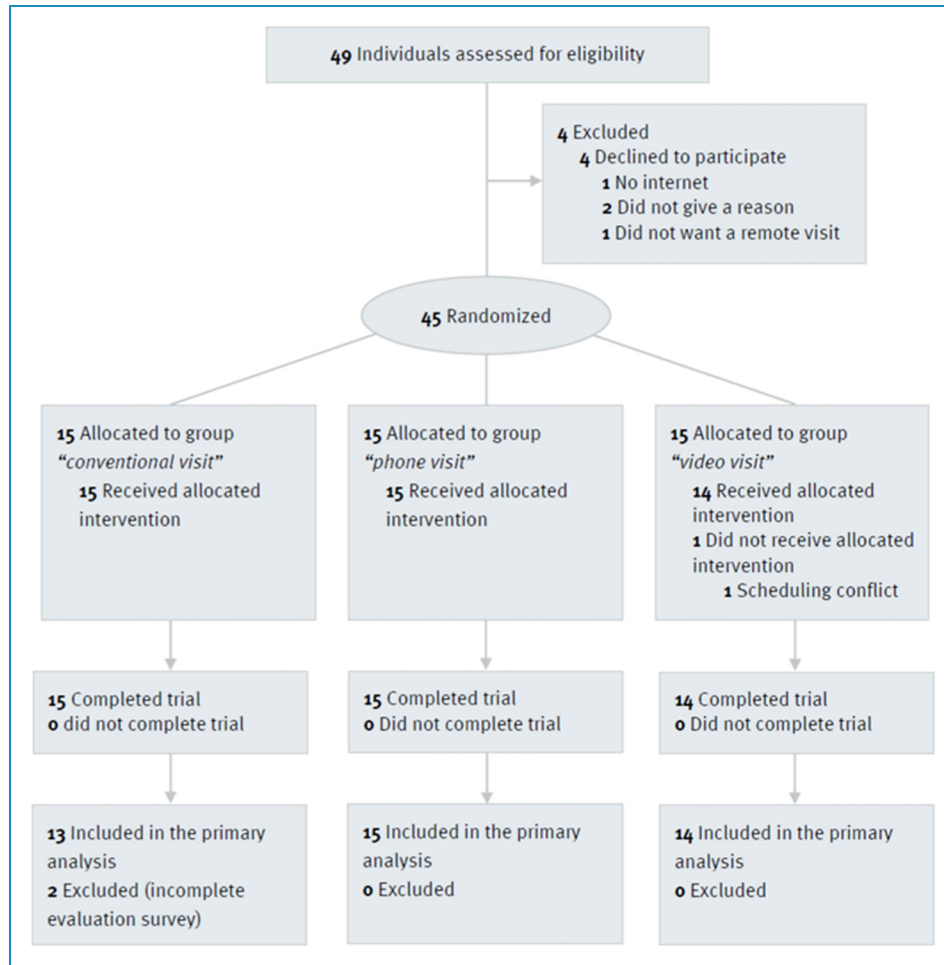 49 Individuals assessed for eligibility
4 Excluded
4 Declined to participate
1 No internet
2 Did not give a reason
1 Did not want a remote visit
45 Randomized
15 Allocated to group
“conventional visit”
15 Received allocated
intervention
15 Allocated to group
“phone visit”
15 Received allocated
intervention
15 Allocated to group
“video visit”
14 Received allocated
intervention
1 Did not receive allocated
intervention
1 Scheduling conflict
15 Completed trial
0 did not complete trial
15 Completed trial
0 Did not complete trial
14 Completed trial
0 Did not complete trial
13 Included in the primary
analysis
2 Excluded (incomplete
evaluation survey)
15 Included in the primary
analysis
0 Excluded
14 Included in the primary
analysis
0 Excluded